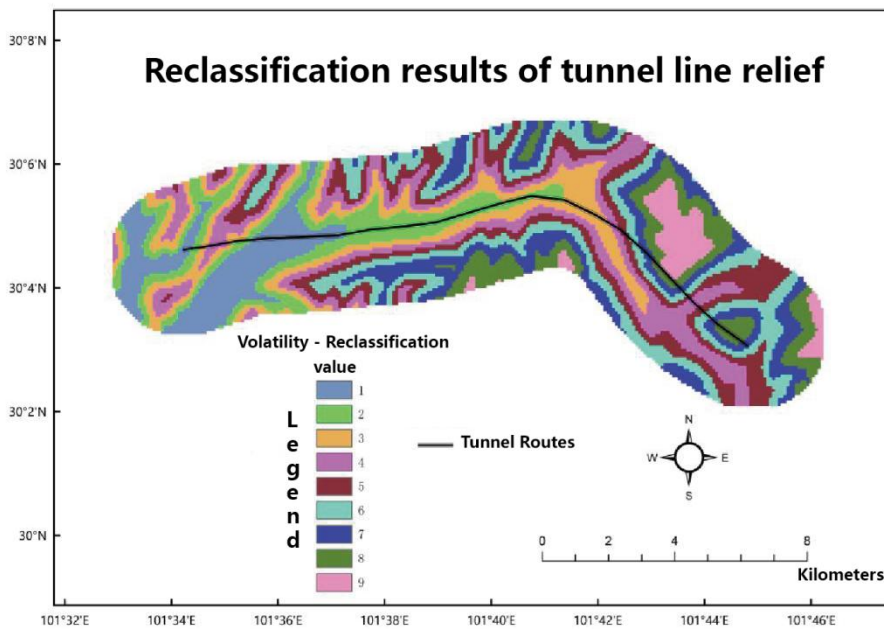 Reclassification results of tunnel line relief
30°8'N
30°6'N
30°4'N
30°2'N
30°N
Volatility - Reclassification
value
Legend
1
2
3
4
5
6
7
8
9
Tunnel Routes
N
W E
S
0 2 4 6 8
Kilometers
101°32'E 101°34'E 101°36'E 101°38'E 101°40'E 101°42'E 101°44'E 101°46'E